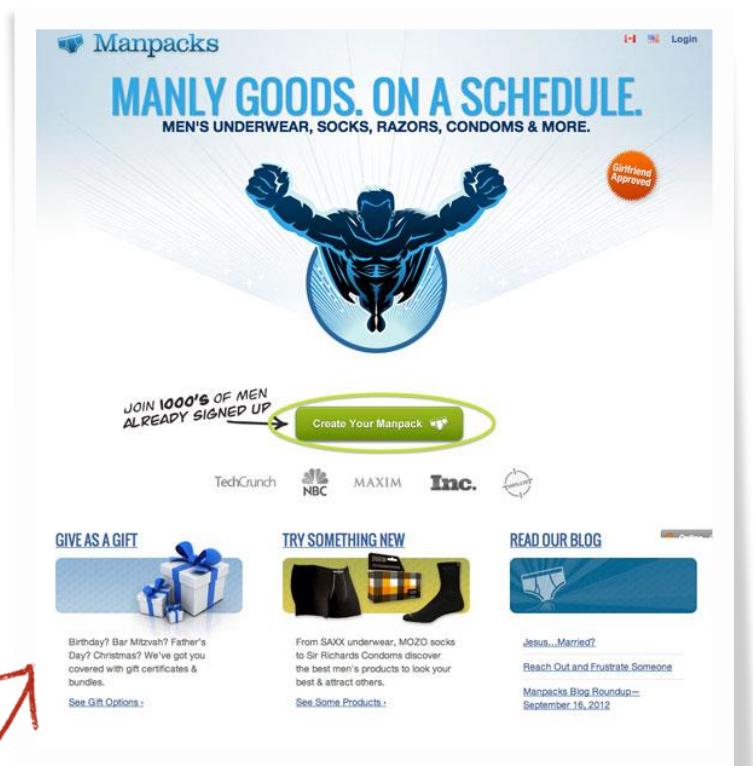 Manpacks
Login
MANLY GOODS. ON A SCHEDULE.
MEN'S UNDERWEAR, SOCKS, RAZORS, CONDOMS & MORE.
Girlfriend
Approved
JOIN 1000'S OF MEN
ALREADY SIGNED UP
Create Your Manpack
TechCrunch
NBC
MAXIM
Inc.
THRILLIST
GIVE AS A GIFT
TRY SOMETHING NEW
READ OUR BLOG
Birthday? Bar Mitzvah? Father's
Day? Christmas? We've got you
covered with gift certificates &
bundles.
See Gift Options ›
From SAXX underwear, MOZO socks
to Sir Richards Condoms discover
the best men's products to look your
best & attract others.
See Some Products ›
Jesus...Married?
Reach Out and Frustrate Someone
Manpacks Blog Roundup—
September 16, 2012